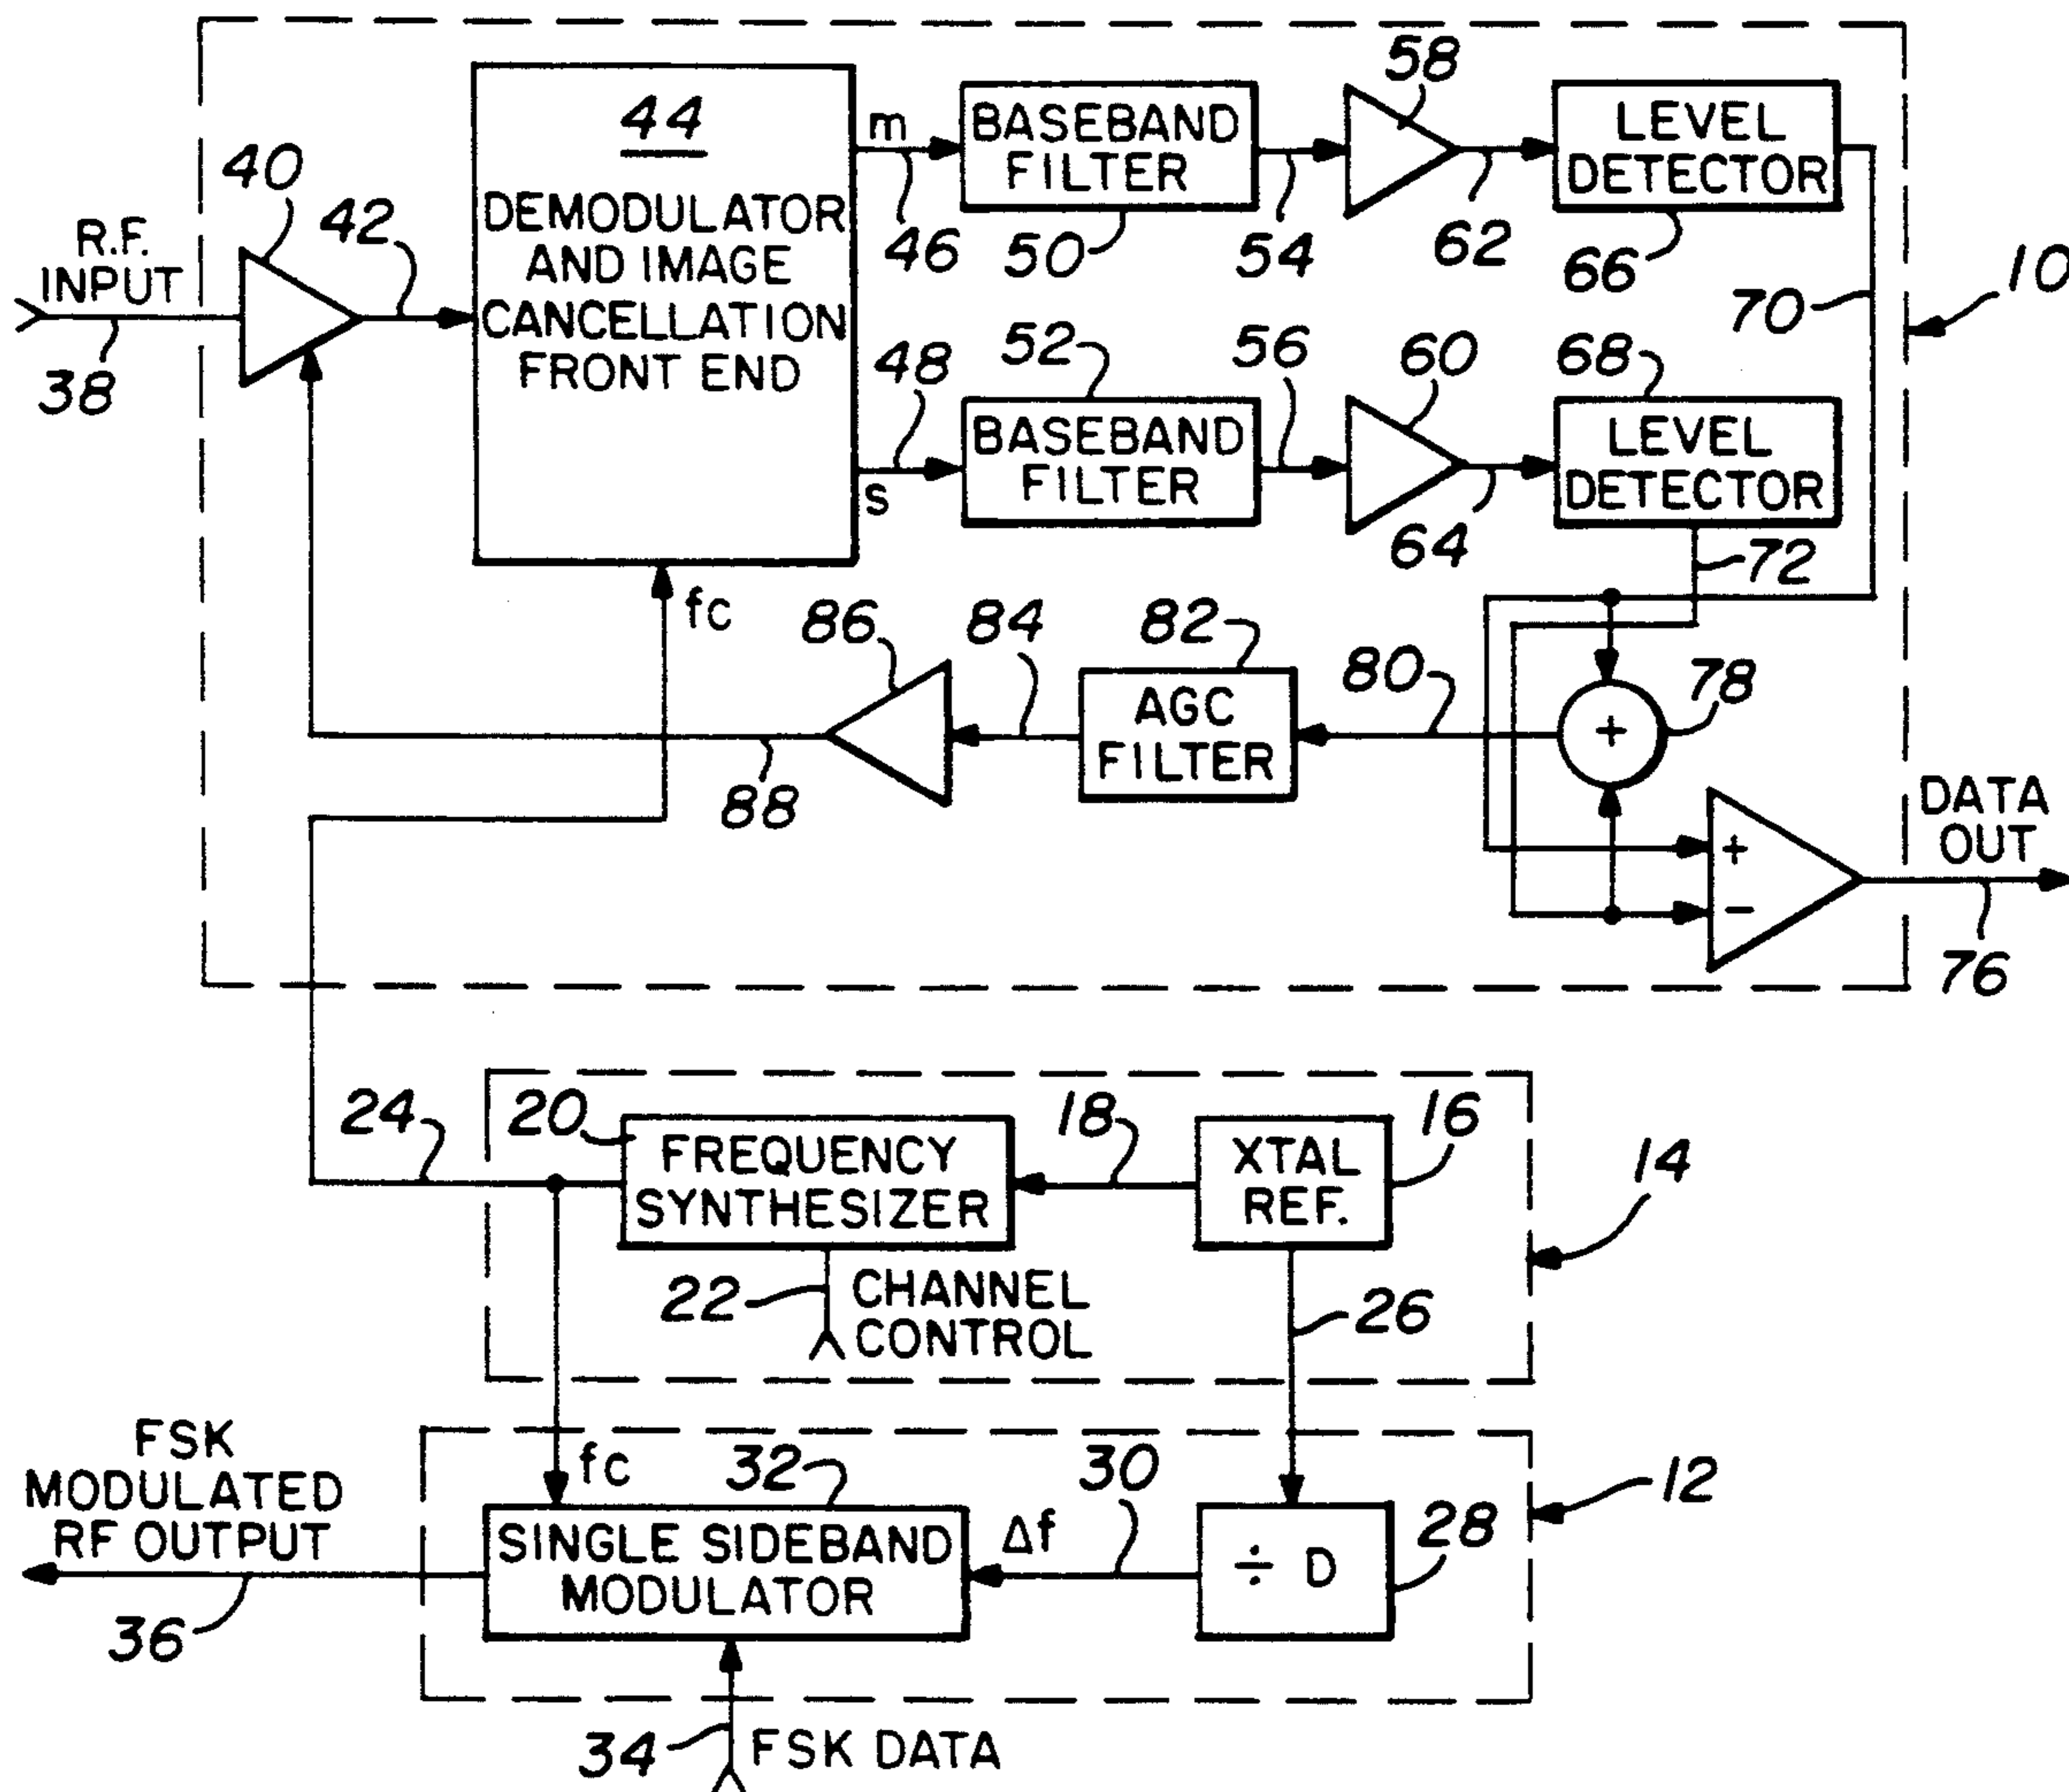 58
44
m
BASEBAND
FILTER
LEVEL
DETECTOR
40
42
R.F.
INPUT
DEMODULATOR
AND IMAGE
CANCELLATION
FRONT END
46
50
54
62
66
70
10
38
48
52
56
60
68
s
BASEBAND
FILTER
LEVEL
DETECTOR
64
72
fc
86
84
82
80
78
AGC
FILTER
+
88
DATA
OUT
+
−
76
24
20
FREQUENCY
SYNTHESIZER
18
XTAL
REF.
16
14
22
CHANNEL
CONTROL
26
FSK
MODULATED
RF OUTPUT
fc
32
30
12
SINGLE SIDEBAND
MODULATOR
Δf
÷ D
28
36
34
FSK DATA